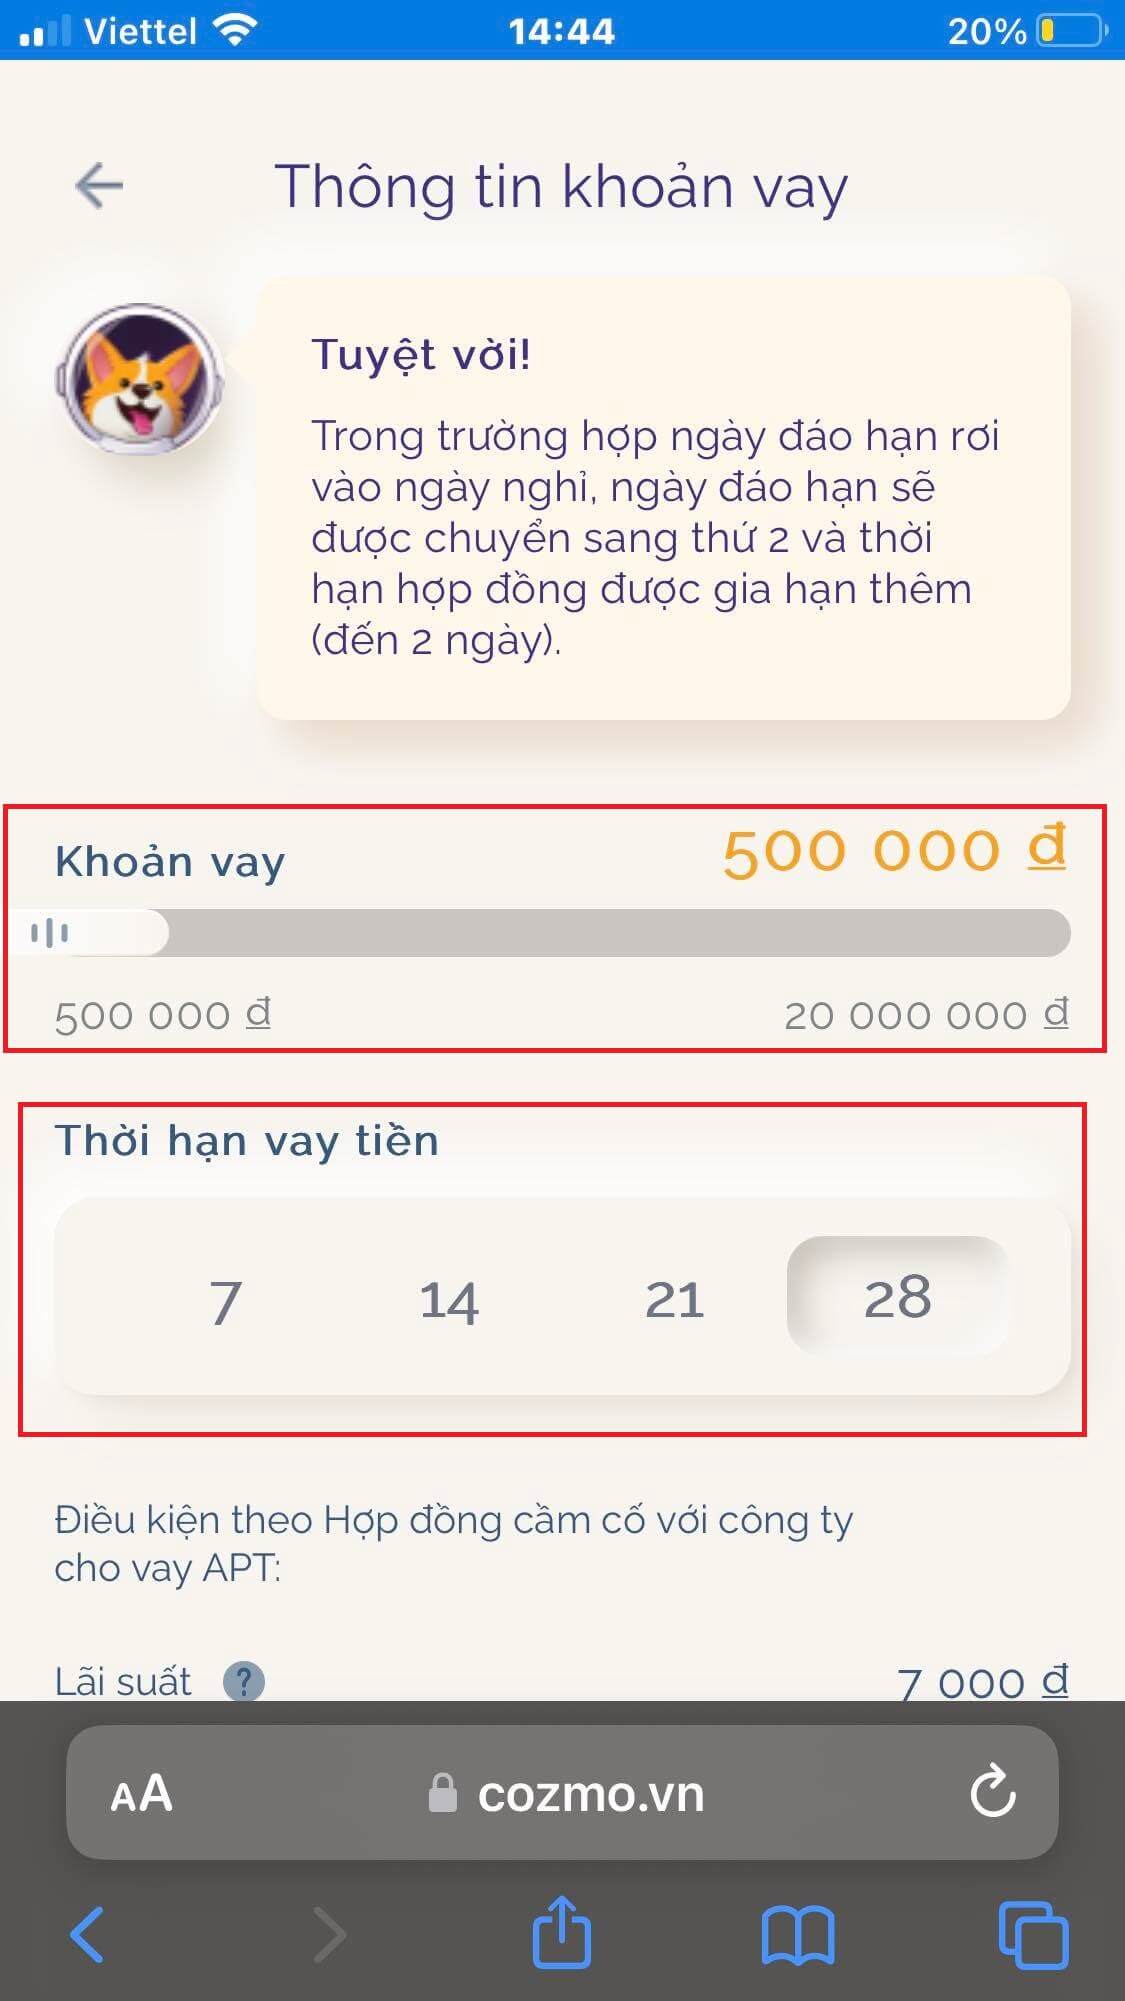 Viettel 14:44 20%
Thông tin khoản vay
Tuyệt vời!
Trong trường hợp ngày đáo hạn rơi
vào ngày nghỉ, ngày đáo hạn sẽ
được chuyển sang thứ 2 và thời
hạn hợp đồng được gia hạn thêm
(đến 2 ngày).
Khoản vay 500 000 đ
500 000 đ 20 000 000 đ
Thời hạn vay tiền
7 14 21 28
Điều kiện theo Hợp đồng cầm cố với công ty
cho vay APT:
Lãi suất ? 7 000 đ
AA cozmo.vn